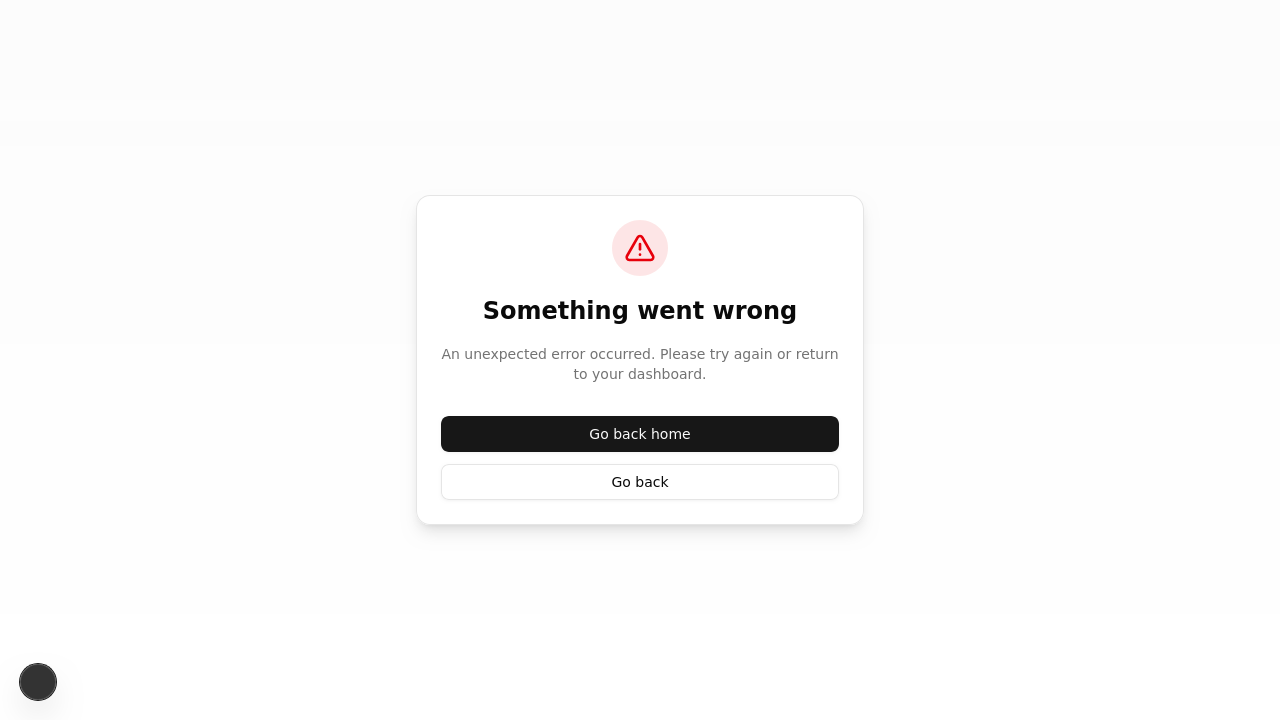 Something went wrong
An unexpected error occurred. Please try again or return
to your dashboard.
Go back home
Go back